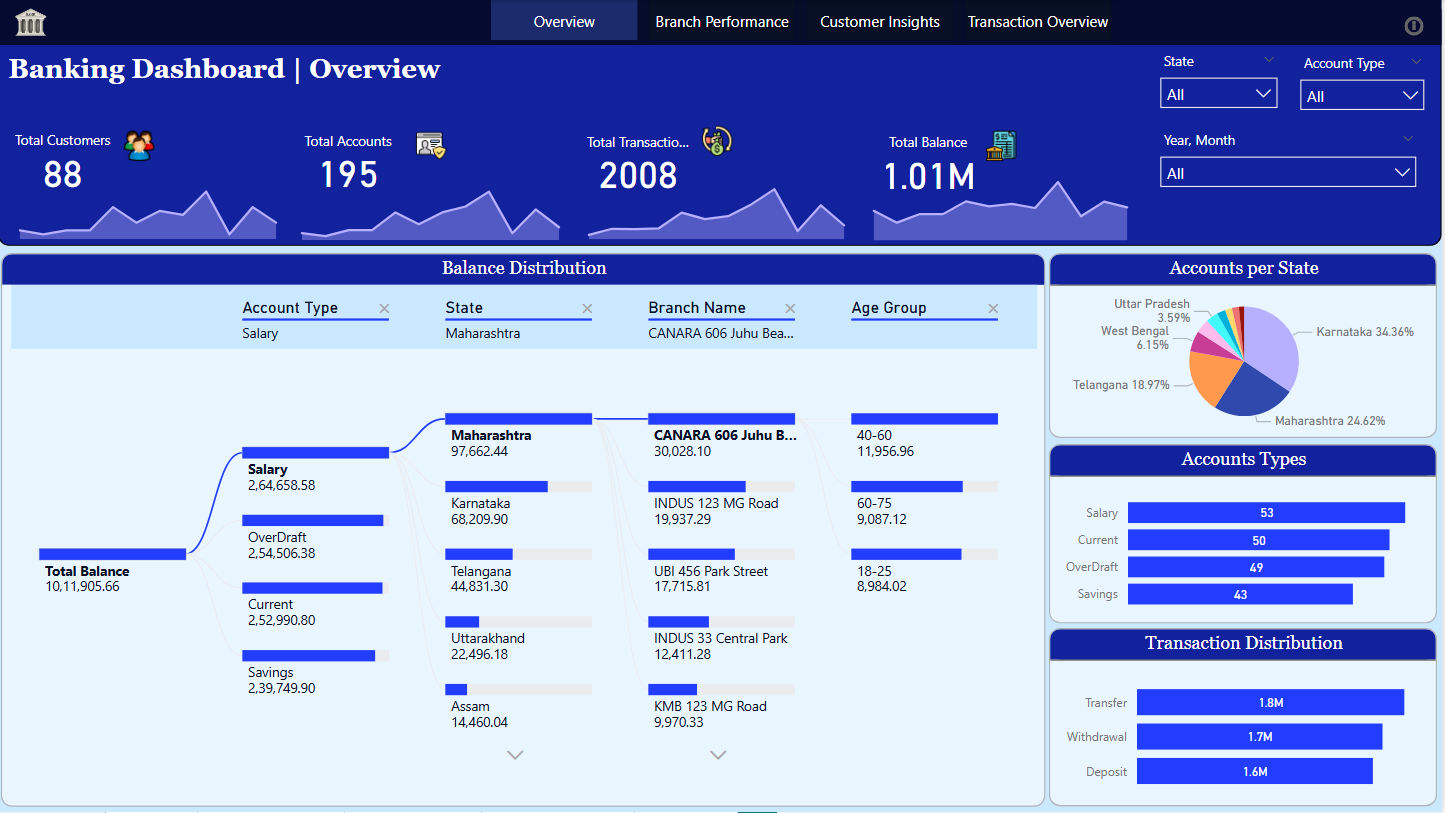 Overview
Branch Performance
Customer Insights
Transaction Overview
Banking Dashboard | Overview
State
All
Account Type
All
Year, Month
All
Total Customers
88
Total Accounts
195
Total Transactio...
2008
Total Balance
1.01M
Balance Distribution
Account Type
Salary
State
Maharashtra
Branch Name
CANARA 606 Juhu Bea...
Age Group
Total Balance
10,11,905.66
Salary
2,64,658.58
OverDraft
2,54,506.38
Current
2,52,990.80
Savings
2,39,749.90
Maharashtra
97,662.44
Karnataka
68,209.90
Telangana
44,831.30
Uttarakhand
22,496.18
Assam
14,460.04
CANARA 606 Juhu B...
30,028.10
INDUS 123 MG Road
19,937.29
UBI 456 Park Street
17,715.81
INDUS 33 Central Park
12,411.28
KMB 123 MG Road
9,970.33
40-60
11,956.96
60-75
9,087.12
18-25
8,984.02
Accounts per State
Uttar Pradesh
3.59%
West Bengal
6.15%
Telangana 18.97%
Karnataka 34.36%
Maharashtra 24.62%
Accounts Types
Salary 53
Current 50
OverDraft 49
Savings 43
Transaction Distribution
Transfer 1.8M
Withdrawal 1.7M
Deposit 1.6M